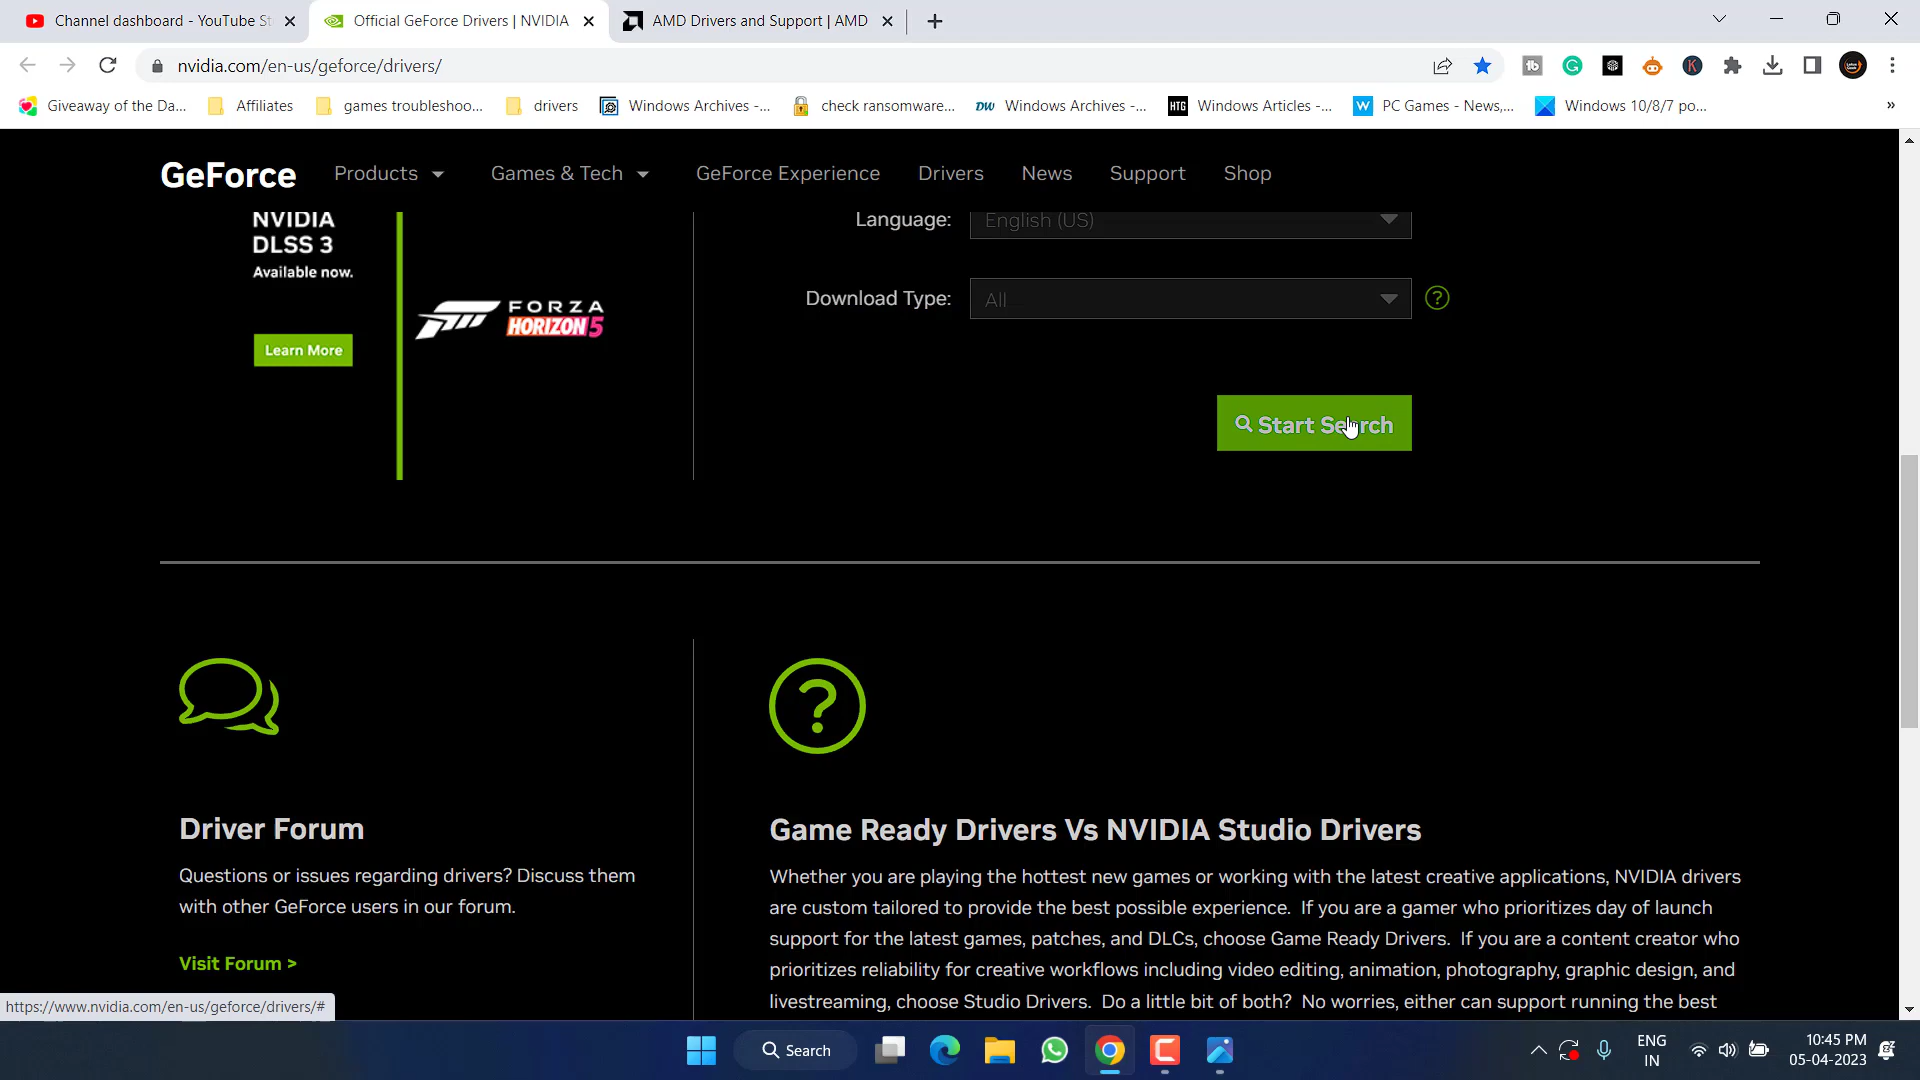 Channel dashboard - YouTube St
Official GeForce Drivers | NVIDIA
AMD Drivers and Support | AMD
nvidia.com/en-us/geforce/drivers/
Giveaway of the Da...
Affiliates
games troubleshoo...
drivers
Windows Archives -...
check ransomware...
DW Windows Archives -...
HTG Windows Articles -...
W PC Games - News,...
Windows 10/8/7 po...
»
GeForce
Products
Games & Tech
GeForce Experience
Drivers
News
Support
Shop
NVIDIA
DLSS 3
Available now.
Learn More
FORZA
HORIZON 5
Language:
English (US)
Download Type:
All
?
Start Search
?
Driver Forum
Questions or issues regarding drivers? Discuss them
with other GeForce users in our forum.
Visit Forum >
Game Ready Drivers Vs NVIDIA Studio Drivers
Whether you are playing the hottest new games or working with the latest creative applications, NVIDIA drivers
are custom tailored to provide the best possible experience. If you are a gamer who prioritizes day of launch
support for the latest games, patches, and DLCs, choose Game Ready Drivers. If you are a content creator who
prioritizes reliability for creative workflows including video editing, animation, photography, graphic design, and
livestreaming, choose Studio Drivers. Do a little bit of both? No worries, either can support running the best
https://www.nvidia.com/en-us/geforce/drivers/#
Search
ENG
IN
10:45 PM
05-04-2023